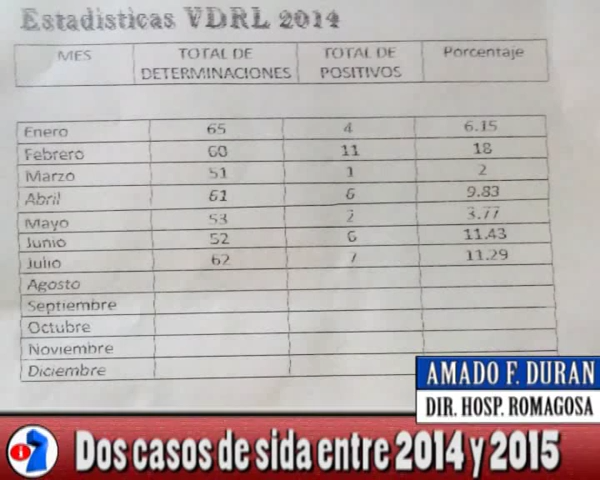 Estadisticas VDRL 2014
MES TOTAL DE DETERMINACIONES TOTAL DE POSITIVOS Porcentaje
Enero 65 4 6.15
Febrero 60 11 18
Marzo 51 1 2
Abril 61 6 9.83
Mayo 53 2 3.77
Junio 52 6 11.43
Julio 62 7 11.29
Agosto
Septiembre
Octubre
Noviembre
Diciembre
AMADO F. DURAN
DIR. HOSP. ROMAGOSA
Dos casos de sida entre 2014 y 2015